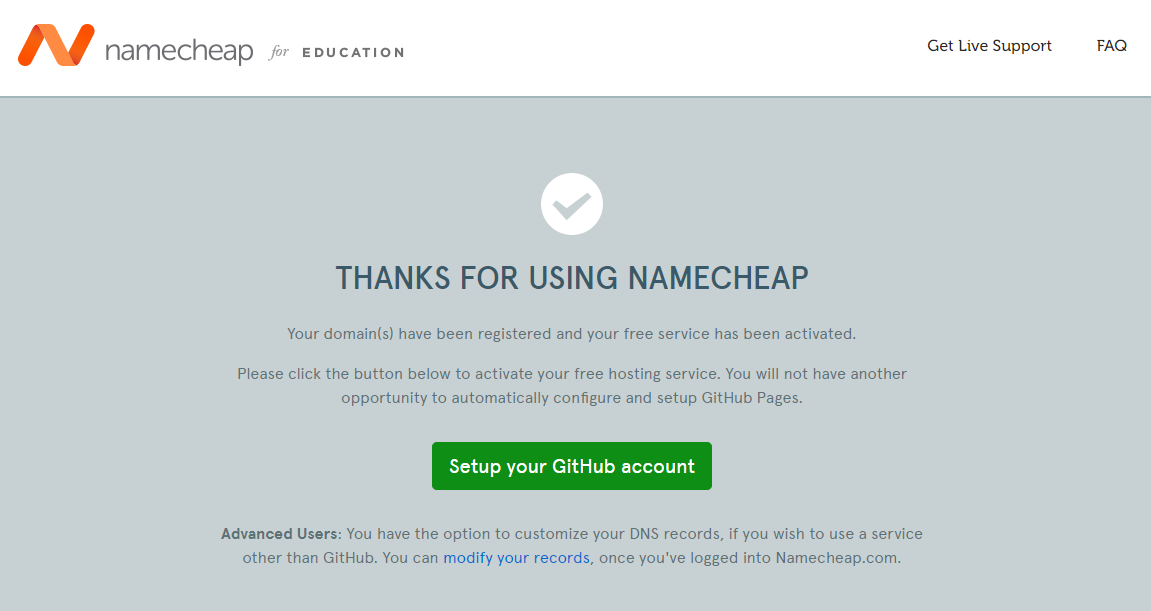 namecheap for EDUCATION
Get Live Support
FAQ
THANKS FOR USING NAMECHEAP
Your domain(s) have been registered and your free service has been activated.
Please click the button below to activate your free hosting service. You will not have another
opportunity to automatically configure and setup GitHub Pages.
Setup your GitHub account
Advanced Users: You have the option to customize your DNS records, if you wish to use a service
other than GitHub. You can modify your records, once you've logged into Namecheap.com.